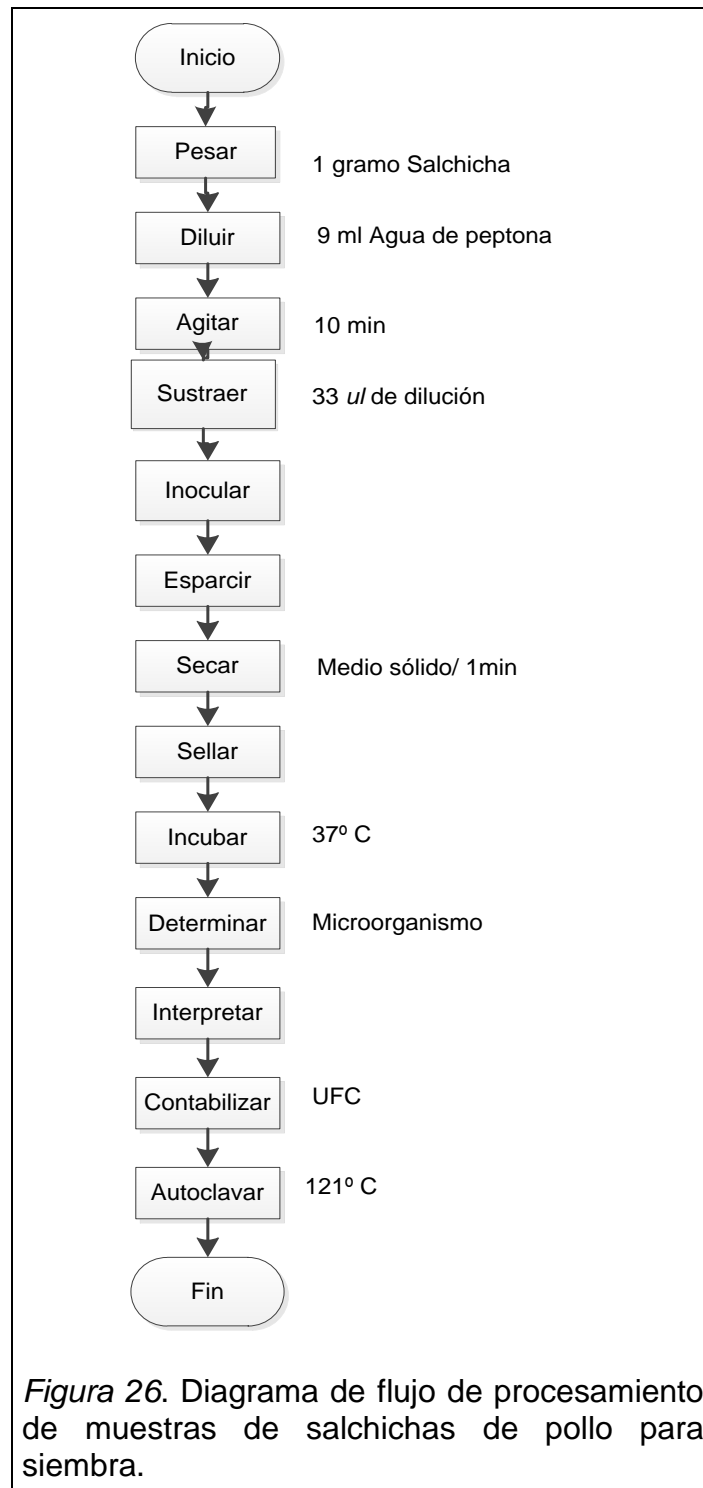 Inicio
Pesar
1 gramo Salchicha
Diluir
9 ml Agua de peptona
Agitar
10 min
Sustraer
33 ul de dilución
Inocular
Esparcir
Secar
Medio sólido/ 1min
Sellar
Incubar
37º C
Determinar
Microorganismo
Interpretar
Contabilizar
UFC
Autoclavar
121º C
Fin
Figura 26. Diagrama de flujo de procesamiento
de muestras de salchichas de pollo para
siembra.